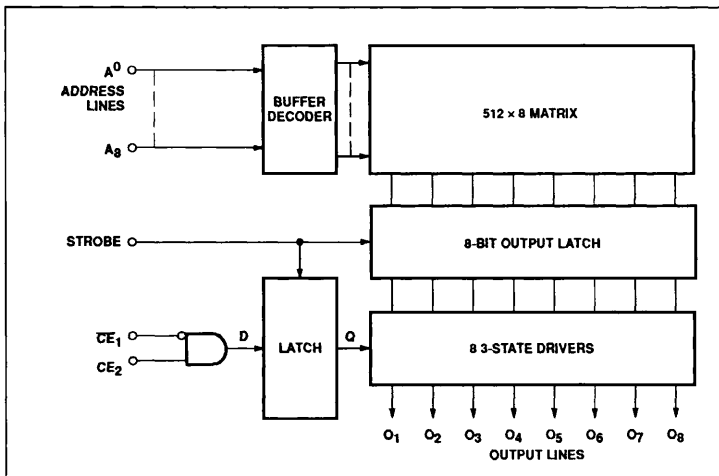 A⁰
ADDRESS
LINES
A₈
BUFFER
DECODER
512 × 8 MATRIX
STROBE
8-BIT OUTPUT LATCH
C̅E̅₁
CE₂
D
LATCH
Q
8 3-STATE DRIVERS
O₁ O₂ O₃ O₄ O₅ O₆ O₇ O₈
OUTPUT LINES